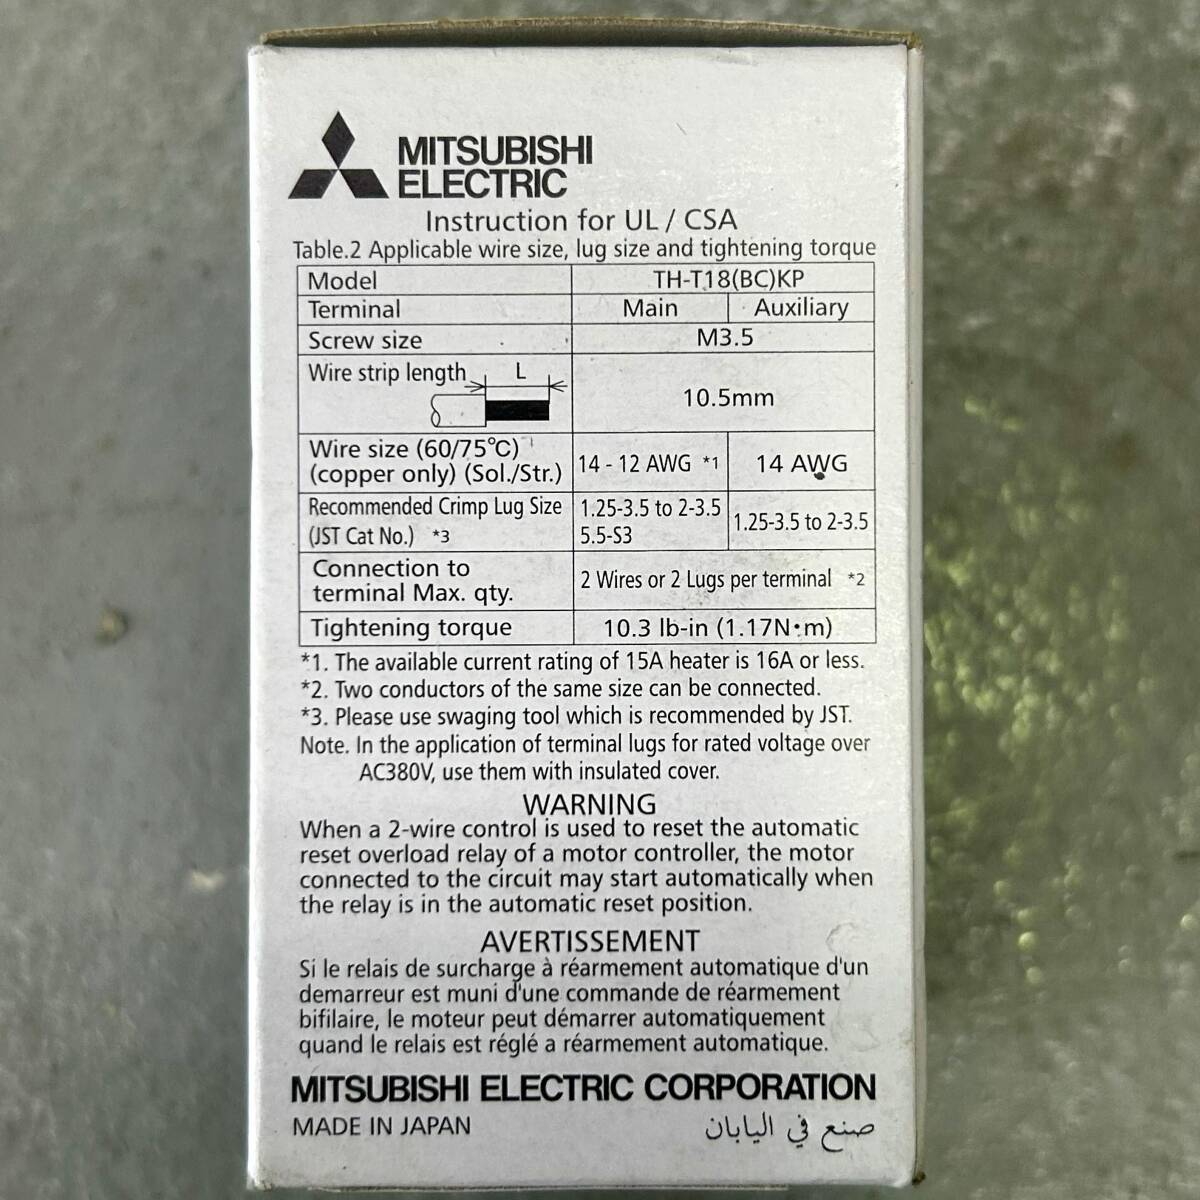 MITSUBISHI
ELECTRIC
Instruction for UL / CSA
Table.2 Applicable wire size, lug size and tightening torque
Model TH-T18(BC)KP
Terminal Main Auxiliary
Screw size M3.5
Wire strip length L 10.5mm
Wire size (60/75℃)
(copper only) (Sol./Str.) 14 - 12 AWG *1 14 AWG
Recommended Crimp Lug Size 1.25-3.5 to 2-3.5 1.25-3.5 to 2-3.5
(JST Cat No.) *3 5.5-S3
Connection to
terminal Max. qty. 2 Wires or 2 Lugs per terminal *2
Tightening torque 10.3 lb-in (1.17N·m)
*1. The available current rating of 15A heater is 16A or less.
*2. Two conductors of the same size can be connected.
*3. Please use swaging tool which is recommended by JST.
Note. In the application of terminal lugs for rated voltage over
AC380V, use them with insulated cover.
WARNING
When a 2-wire control is used to reset the automatic
reset overload relay of a motor controller, the motor
connected to the circuit may start automatically when
the relay is in the automatic reset position.
AVERTISSEMENT
Si le relais de surcharge à réarmement automatique d'un
demarreur est muni d'une commande de réarmement
bifilaire, le moteur peut démarrer automatiquement
quand le relais est réglé a réarmement automatique.
MITSUBISHI ELECTRIC CORPORATION
MADE IN JAPAN صنع في اليابان